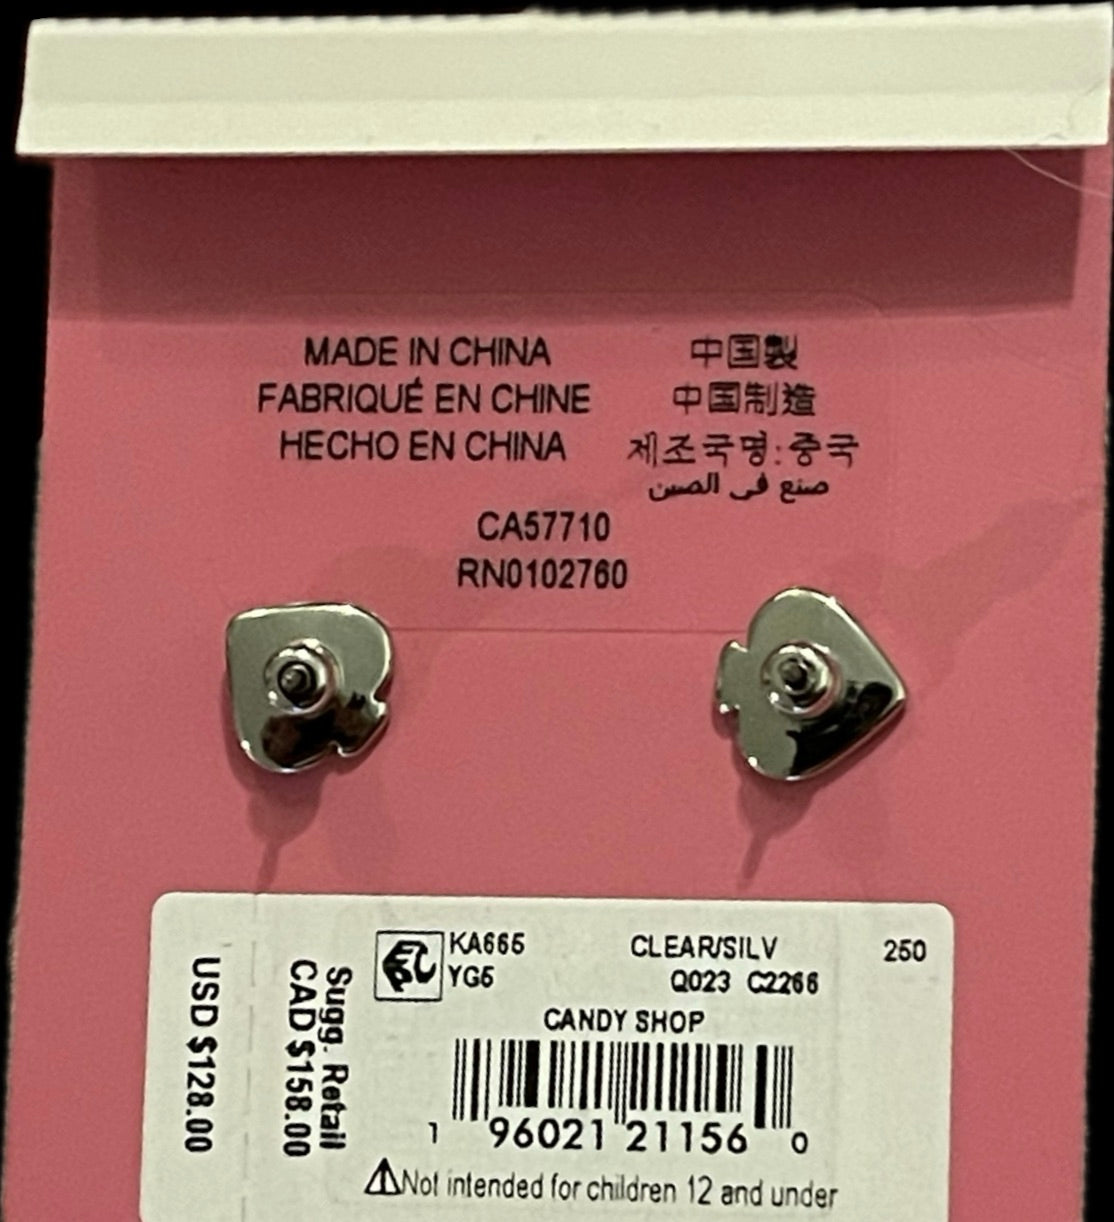 MADE IN CHINA
FABRIQUÉ EN CHINE
HECHO EN CHINA
中国製
中国制造
제조국명:중국
صنع في الصين
CA57710
RN0102760
KA665
YG5
CLEAR/SILV
Q023 C2266
250
CANDY SHOP
1 96021 21156 0
⚠Not intended for children 12 and under
Sugg. Retail
CAD $158.00
USD $128.00